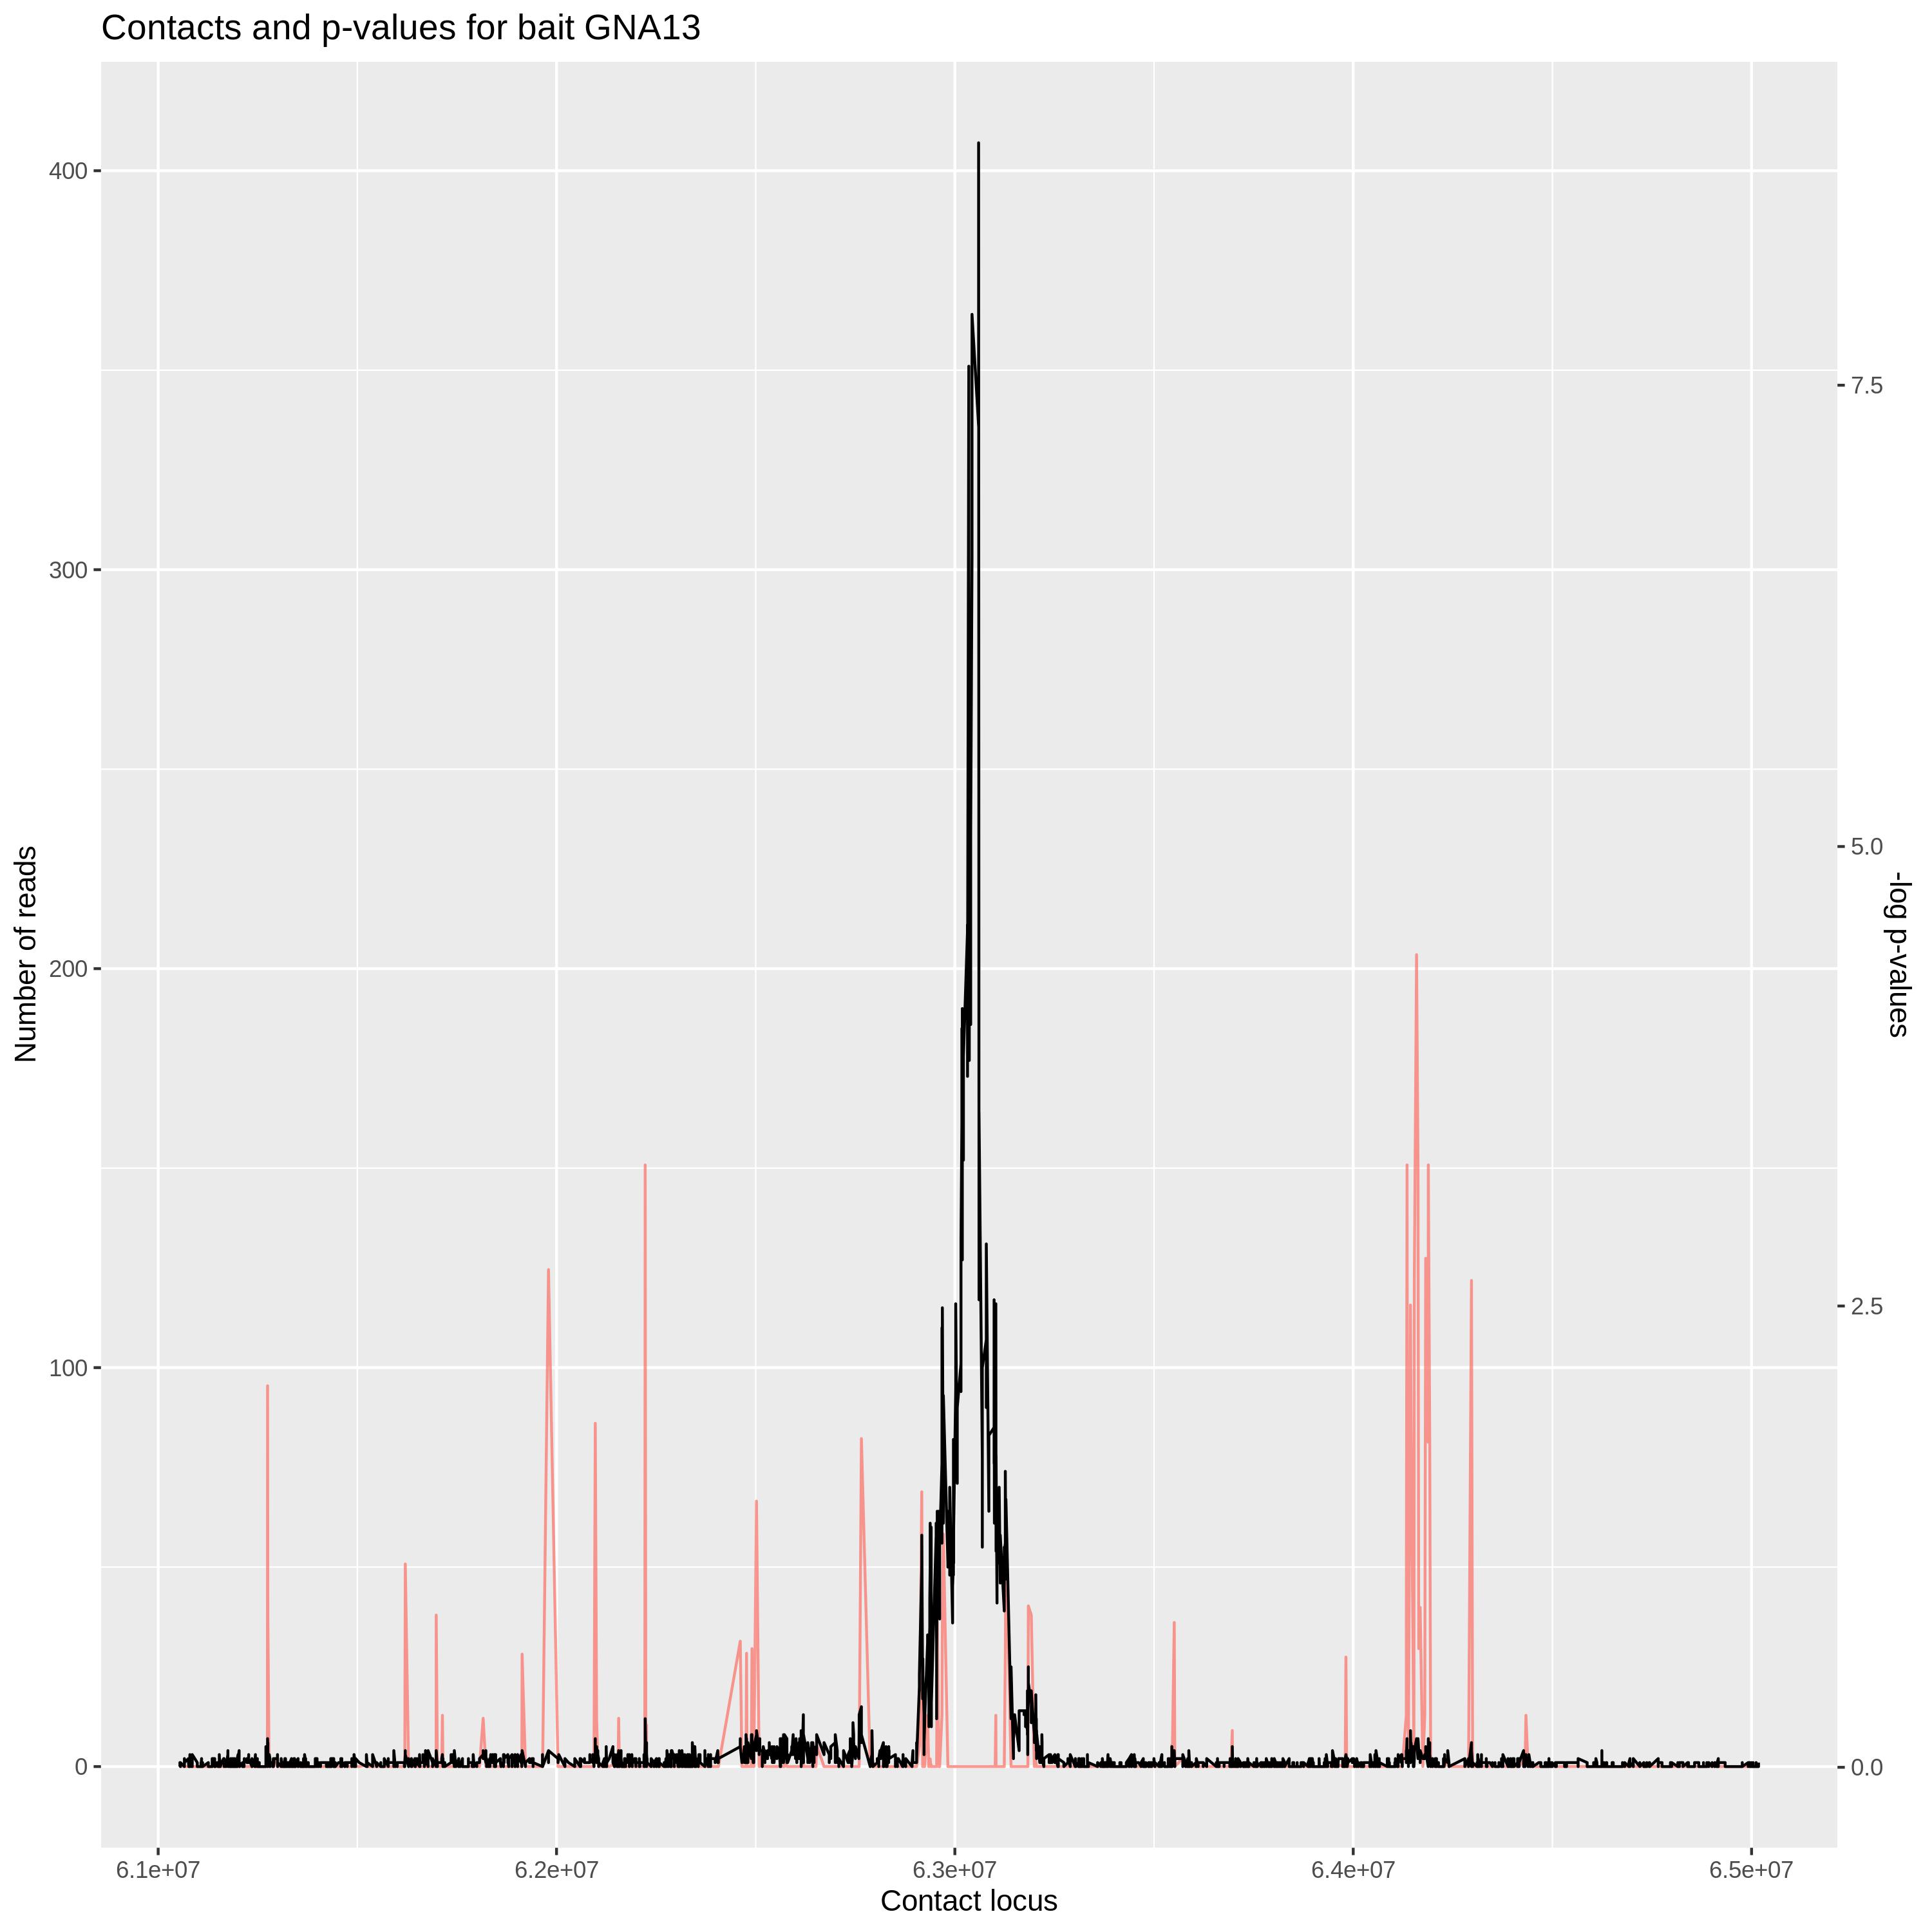 Contacts and p-values for bait GNA13
400
300
200
100
0
Number of reads
7.5
5.0
2.5
0.0
-log p-values
6.1e+07
6.2e+07
6.3e+07
6.4e+07
6.5e+07
Contact locus